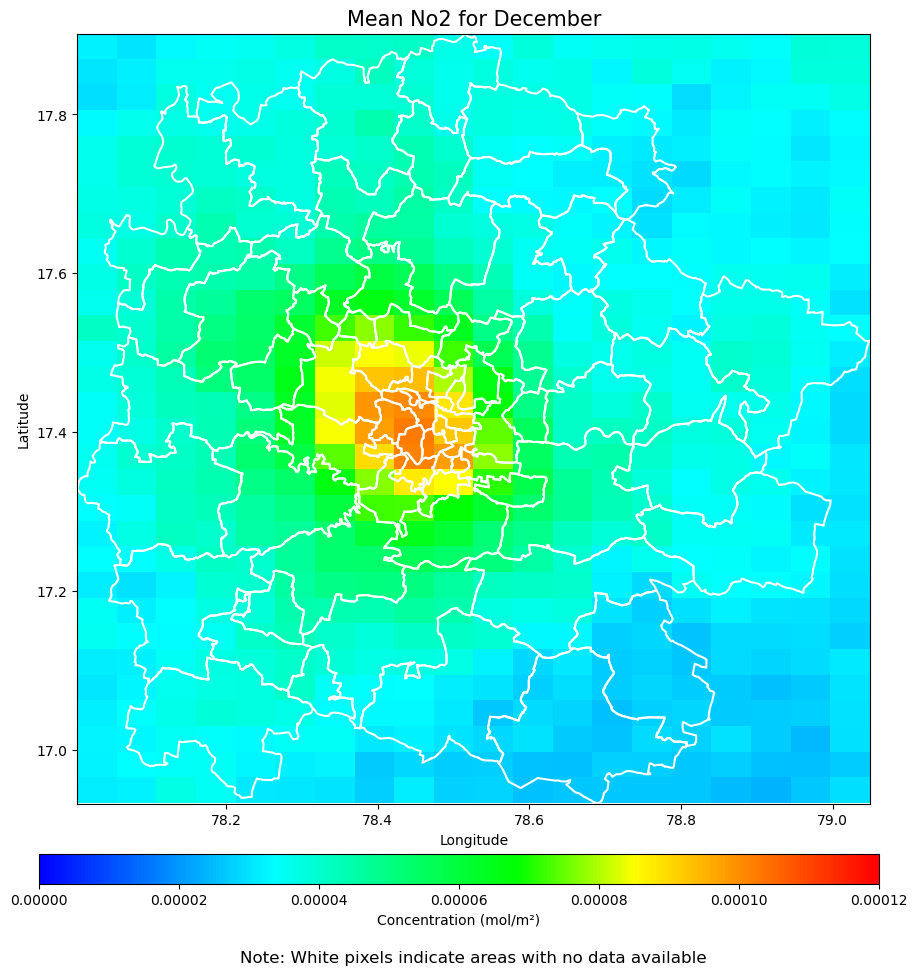 Mean No2 for December
17.8
17.6
17.4
17.2
17.0
Latitude
78.2 78.4 78.6 78.8 79.0
Longitude
0.00000 0.00002 0.00004 0.00006 0.00008 0.00010 0.00012
Concentration (mol/m²)
Note: White pixels indicate areas with no data available